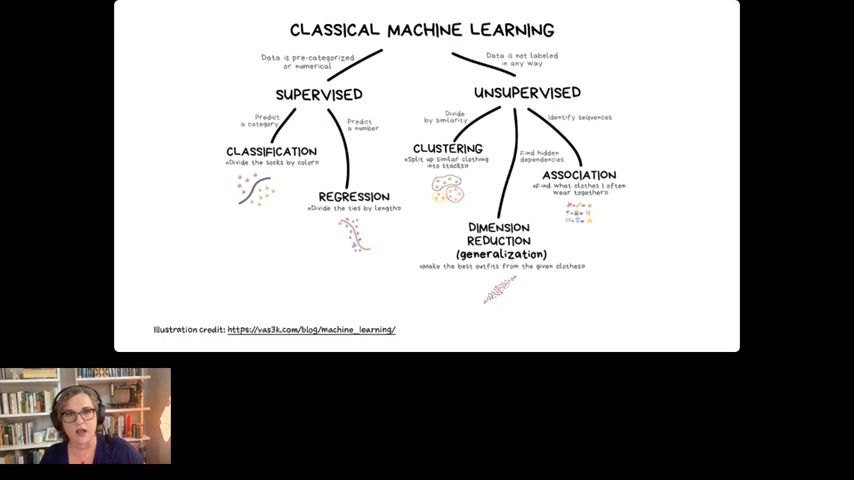 CLASSICAL MACHINE LEARNING
Data is pre-categorized
or numerical
Data is not labeled
in any way
SUPERVISED
UNSUPERVISED
Predict
a category
Predict
a number
Divide
by similarity
Identify sequences
Find hidden
dependencies
CLASSIFICATION
«Divide the socks by color»
REGRESSION
«Divide the ties by length»
CLUSTERING
«Split up similar clothing
into stacks»
ASSOCIATION
«Find what clothes I often
wear together»
DIMENSION
REDUCTION
(generalization)
«Make the best outfits from the given clothes»
Illustration credit: https://vas3k.com/blog/machine_learning/